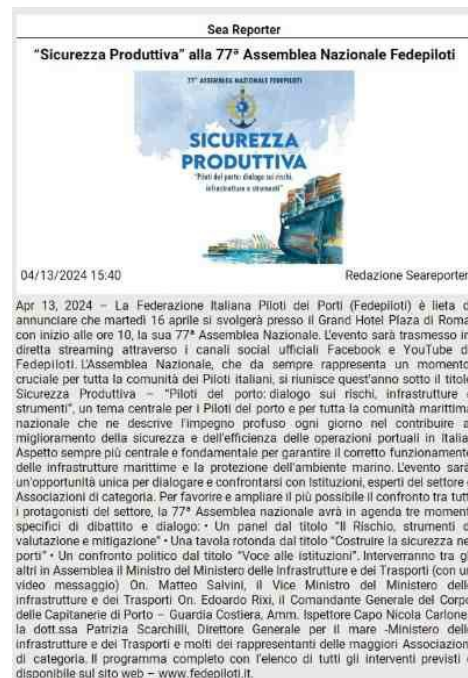 Sea Reporter
“Sicurezza Produttiva” alla 77ª Assemblea Nazionale Fedepiloti
77ª ASSEMBLEA NAZIONALE FEDEPILOTI
SICUREZZA
PRODUTTIVA
"Piloti del porto: dialogo sui rischi,
infrastrutture e strumenti"
04/13/2024 15:40
Redazione Seareporter
Apr 13, 2024 – La Federazione Italiana Piloti dei Porti (Fedepiloti) è lieta
annunciare che martedì 16 aprile si svolgerà presso il Grand Hotel Plaza di Roma
con inizio alle ore 10, la sua 77ª Assemblea Nazionale. L'evento sarà trasmesso in
diretta streaming attraverso i canali social ufficiali Facebook e YouTube
Fedepiloti. L'Assemblea Nazionale, che da sempre rappresenta un momento
cruciale per tutta la comunità dei Piloti italiani, si riunisce quest'anno sotto il titolo
Sicurezza Produttiva – “Piloti del porto: dialogo sui rischi, infrastrutture
strumenti”, un tema centrale per i Piloti del porto e per tutta la comunità marittima
nazionale che ne descrive l'impegno profuso ogni giorno nel contribuire
miglioramento della sicurezza e dell'efficienza delle operazioni portuali in Italia
Aspetto sempre più centrale e fondamentale per garantire il corretto funzionamento
delle infrastrutture marittime e la protezione dell'ambiente marino. L'evento sarà
un'opportunità unica per dialogare e confrontarsi con Istituzioni, esperti del settore
Associazioni di categoria. Per favorire e ampliare il più possibile il confronto tra
i protagonisti del settore, la 77ª Assemblea nazionale avrà in agenda tre momenti
specifici di dibattito e dialogo: • Un panel dal titolo “Il Rischio, strumenti
valutazione e mitigazione” • Una tavola rotonda dal titolo “Costruire la sicurezza nei
porti” • Un confronto politico dal titolo “Voce alle istituzioni”. Interverranno tra
altri in Assemblea il Ministro del Ministero delle Infrastrutture e dei Trasporti (con un
video messaggio) On. Matteo Salvini, il Vice Ministro del Ministero delle
infrastrutture e dei Trasporti On. Edoardo Rixi, il Comandante Generale del Corpo
delle Capitanerie di Porto – Guardia Costiera, Amm. Ispettore Capo Nicola Carlone
la dott.ssa Patrizia Scarchilli, Direttore Generale per il mare -Ministero delle
infrastrutture e dei Trasporti e molti dei rappresentanti delle maggiori Associazioni
di categoria. Il programma completo con l'elenco di tutti gli interventi previsti
disponibile sul sito web – www.fedepiloti.it.